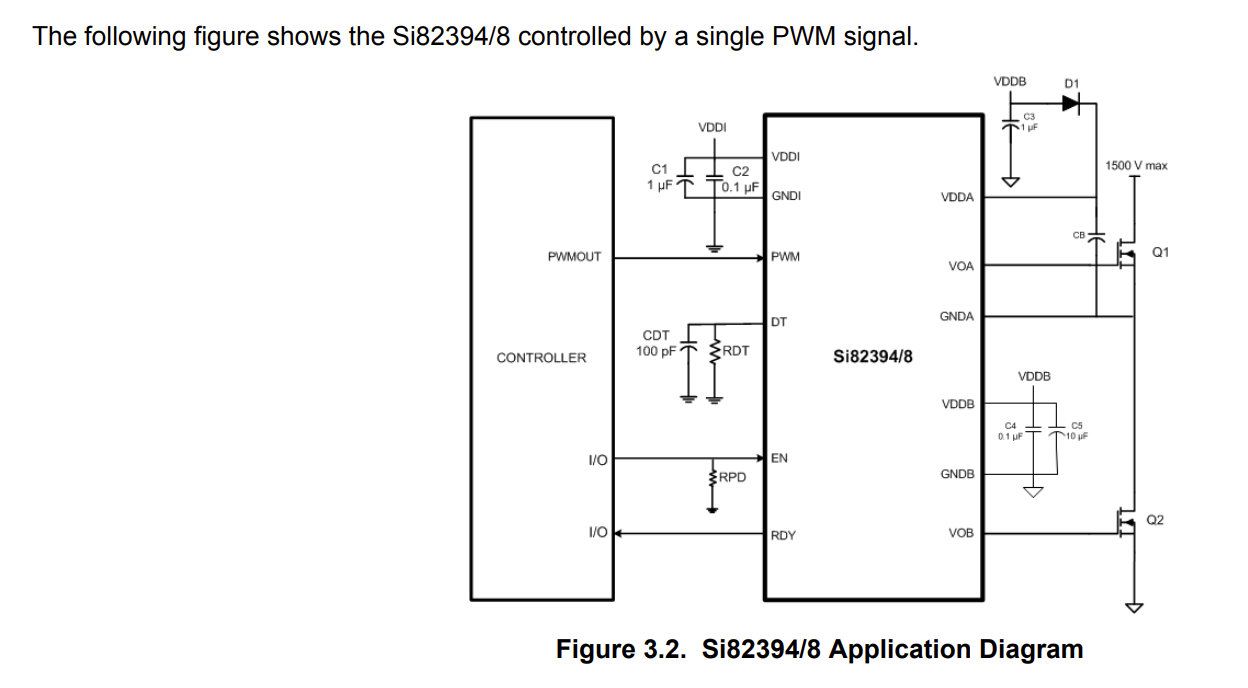 The following figure shows the Si82394/8 controlled by a single PWM signal.
VDDB
D1
C3
1 µF
VDDI
1500 V max
VDDI
C1
1 µF
C2
0.1 µF
GNDI
VDDA
CB
Q1
PWMOUT
PWM
VOA
DT
GNDA
CDT
100 pF
RDT
CONTROLLER
Si82394/8
VDDB
VDDB
C4
0.1 µF
C5
10 µF
I/O
EN
RPD
GNDB
Q2
I/O
RDY
VOB
Figure 3.2. Si82394/8 Application Diagram